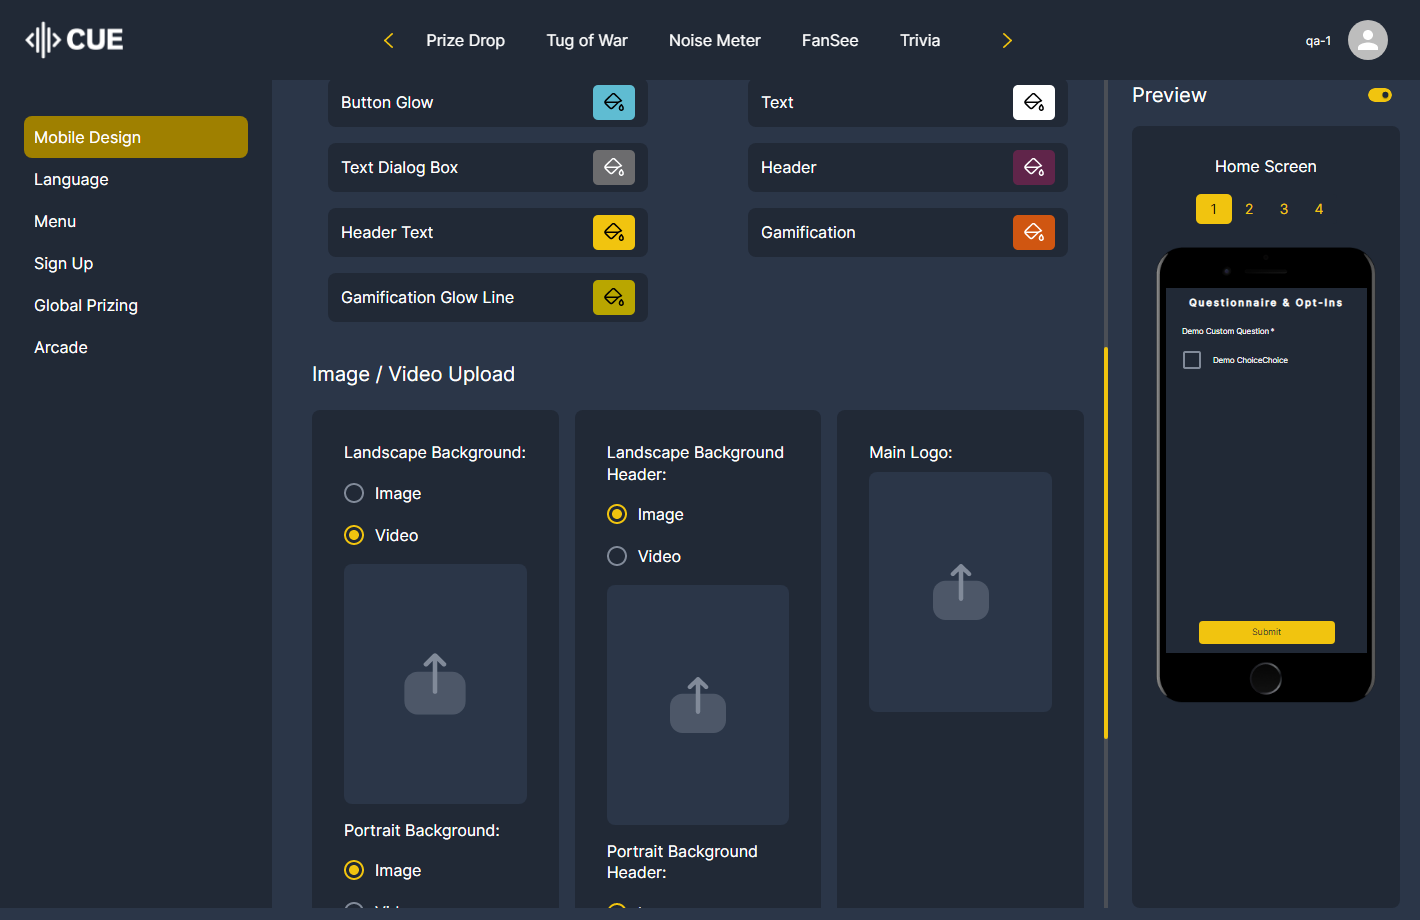 CUE
Prize Drop
Tug of War
Noise Meter
FanSee
Trivia
qa-1
Mobile Design
Language
Menu
Sign Up
Global Prizing
Arcade
Button Glow
Text
Text Dialog Box
Header
Header Text
Gamification
Gamification Glow Line
Image / Video Upload
Landscape Background:
Image
Video
Portrait Background:
Image
Landscape Background
Header:
Image
Video
Portrait Background
Header:
Main Logo:
Preview
Home Screen
1 2 3 4
Questionnaire & Opt-Ins
Demo Custom Question *
Demo ChoiceChoice
Submit